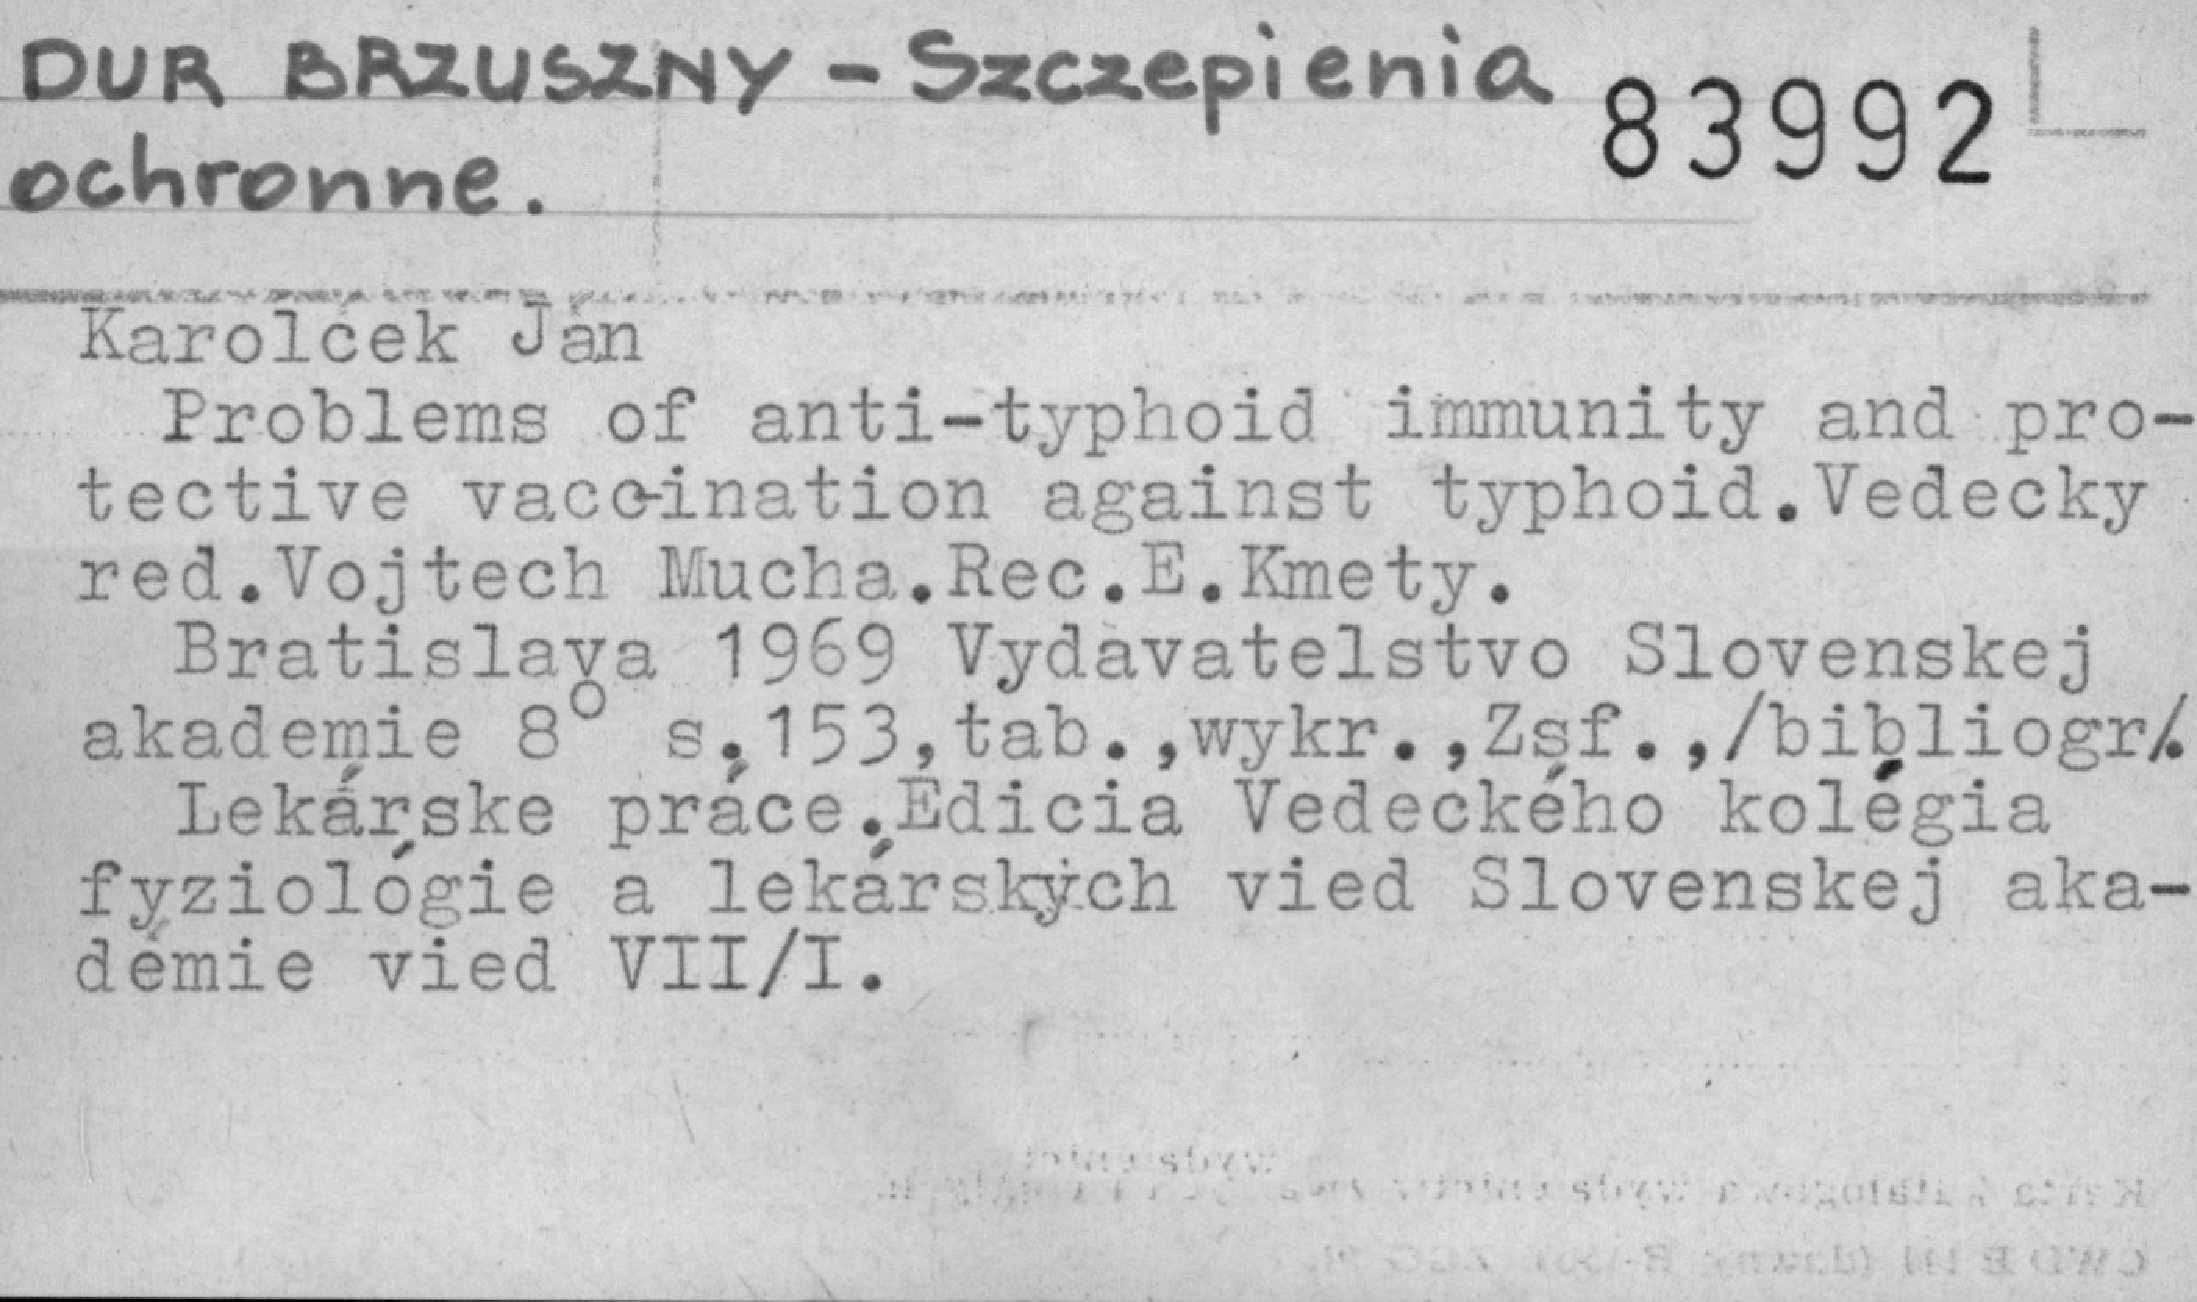 DUR BRZUSZNY - Szczepienia
ochronne.
83992
Karolćek Ján
Problems of anti-typhoid immunity and pro-
tective vaccination against typhoid.Vedecky
red.Vojtech Mucha.Rec.E.Kmety.
Bratislava 1969 Vydavatelstvo Slovenskej
akademie 8° s.153,tab.,wykr.,Zsf.,/bibliogr/.
Lekárske práce.Edicia Vedeckého kolégia
fyziológie a lekárských vied Slovenskej aka-
démie vied VII/I.